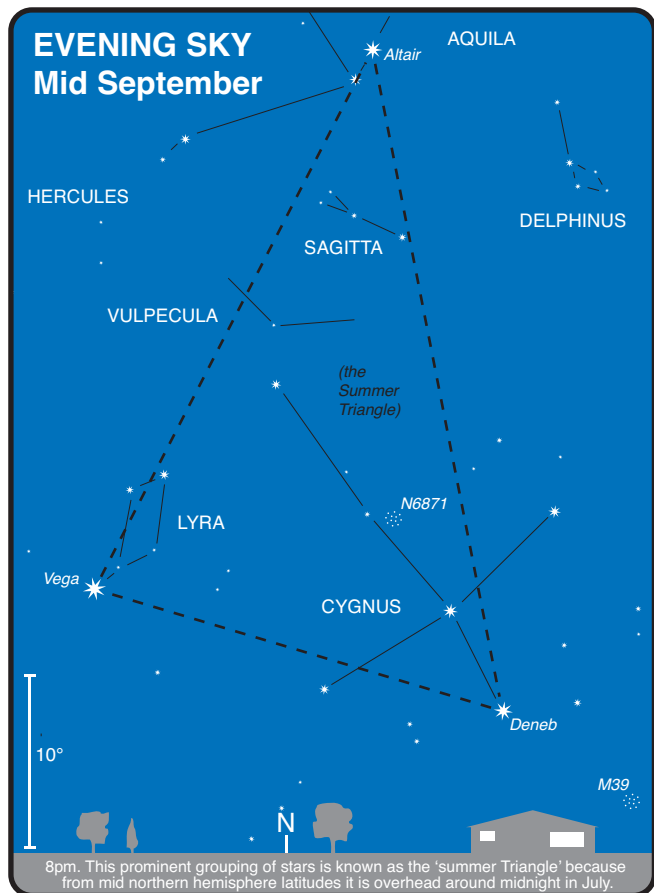 EVENING SKY
Mid September
AQUILA
Altair
HERCULES
DELPHINUS
SAGITTA
VULPECULA
(the
Summer
Triangle)
N6871
LYRA
Vega
CYGNUS
Deneb
10°
M39
N
8pm. This prominent grouping of stars is known as the ‘summer Triangle’ because
from mid northern hemisphere latitudes it is overhead around midnight in July.